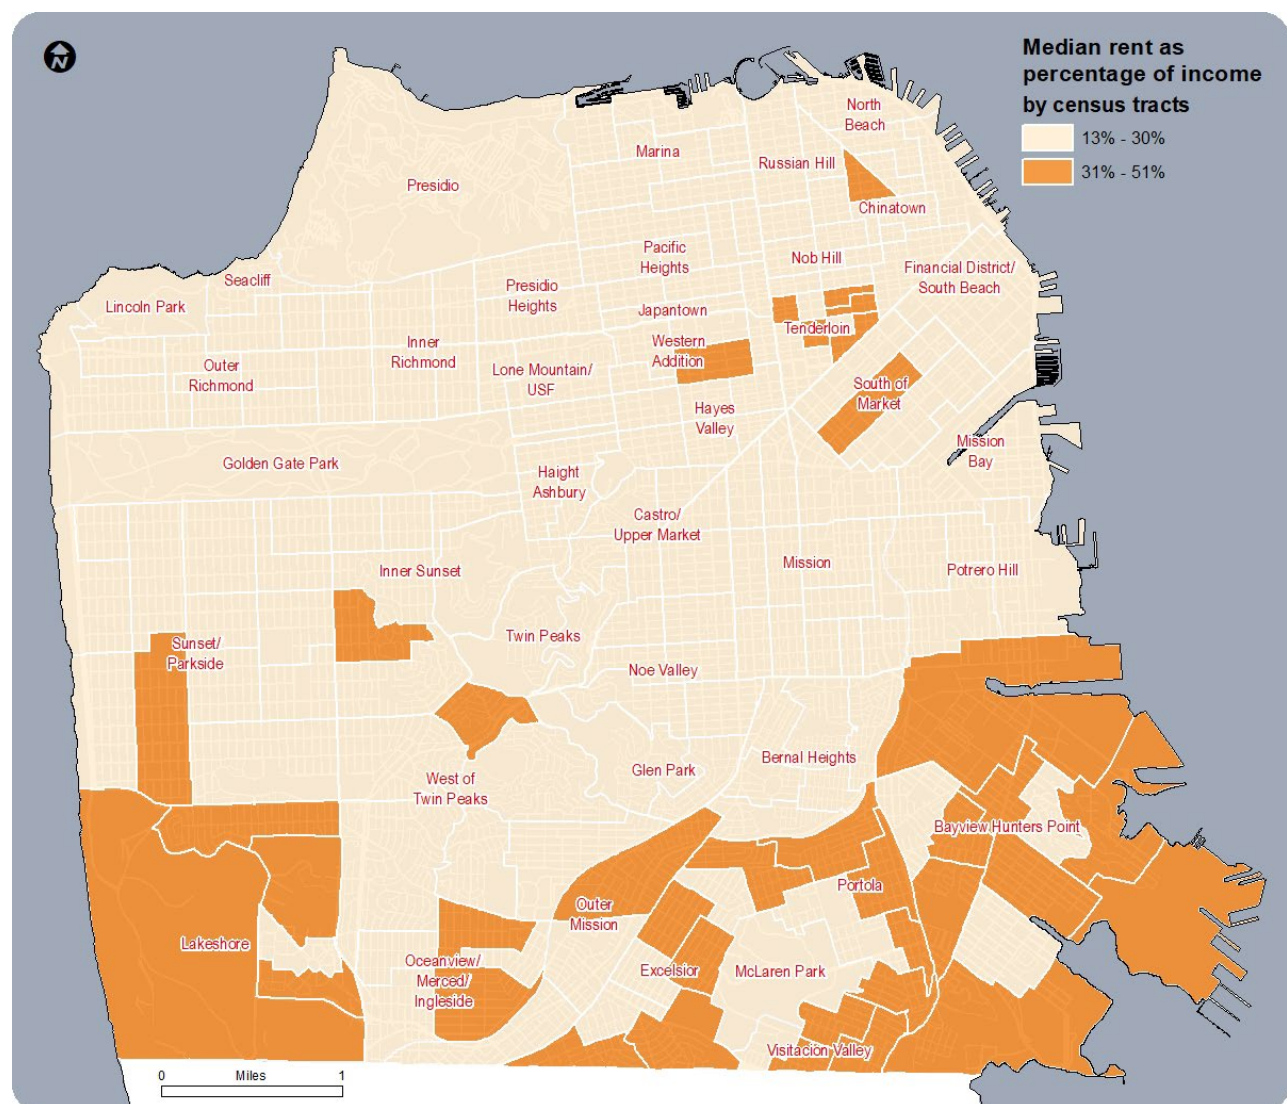 N
Median rent as
percentage of income
by census tracts
13% - 30%
31% - 51%
North
Beach
Marina
Russian Hill
Presidio
Chinatown
Pacific
Heights
Nob Hill
Financial District/
South Beach
Seacliff
Presidio
Heights
Lincoln Park
Japantown
Tenderloin
Western
Addition
Inner
Richmond
Outer
Richmond
Lone Mountain/
USF
South of
Market
Hayes
Valley
Mission
Bay
Golden Gate Park
Haight
Ashbury
Castro/
Upper Market
Inner Sunset
Mission
Potrero Hill
Twin Peaks
Sunset/
Parkside
Noe Valley
Glen Park
Bernal Heights
West of
Twin Peaks
Bayview Hunters Point
Portola
Outer
Mission
Lakeshore
Oceanview/
Merced/
Ingleside
Excelsior
McLaren Park
Visitacion Valley
0 Miles 1